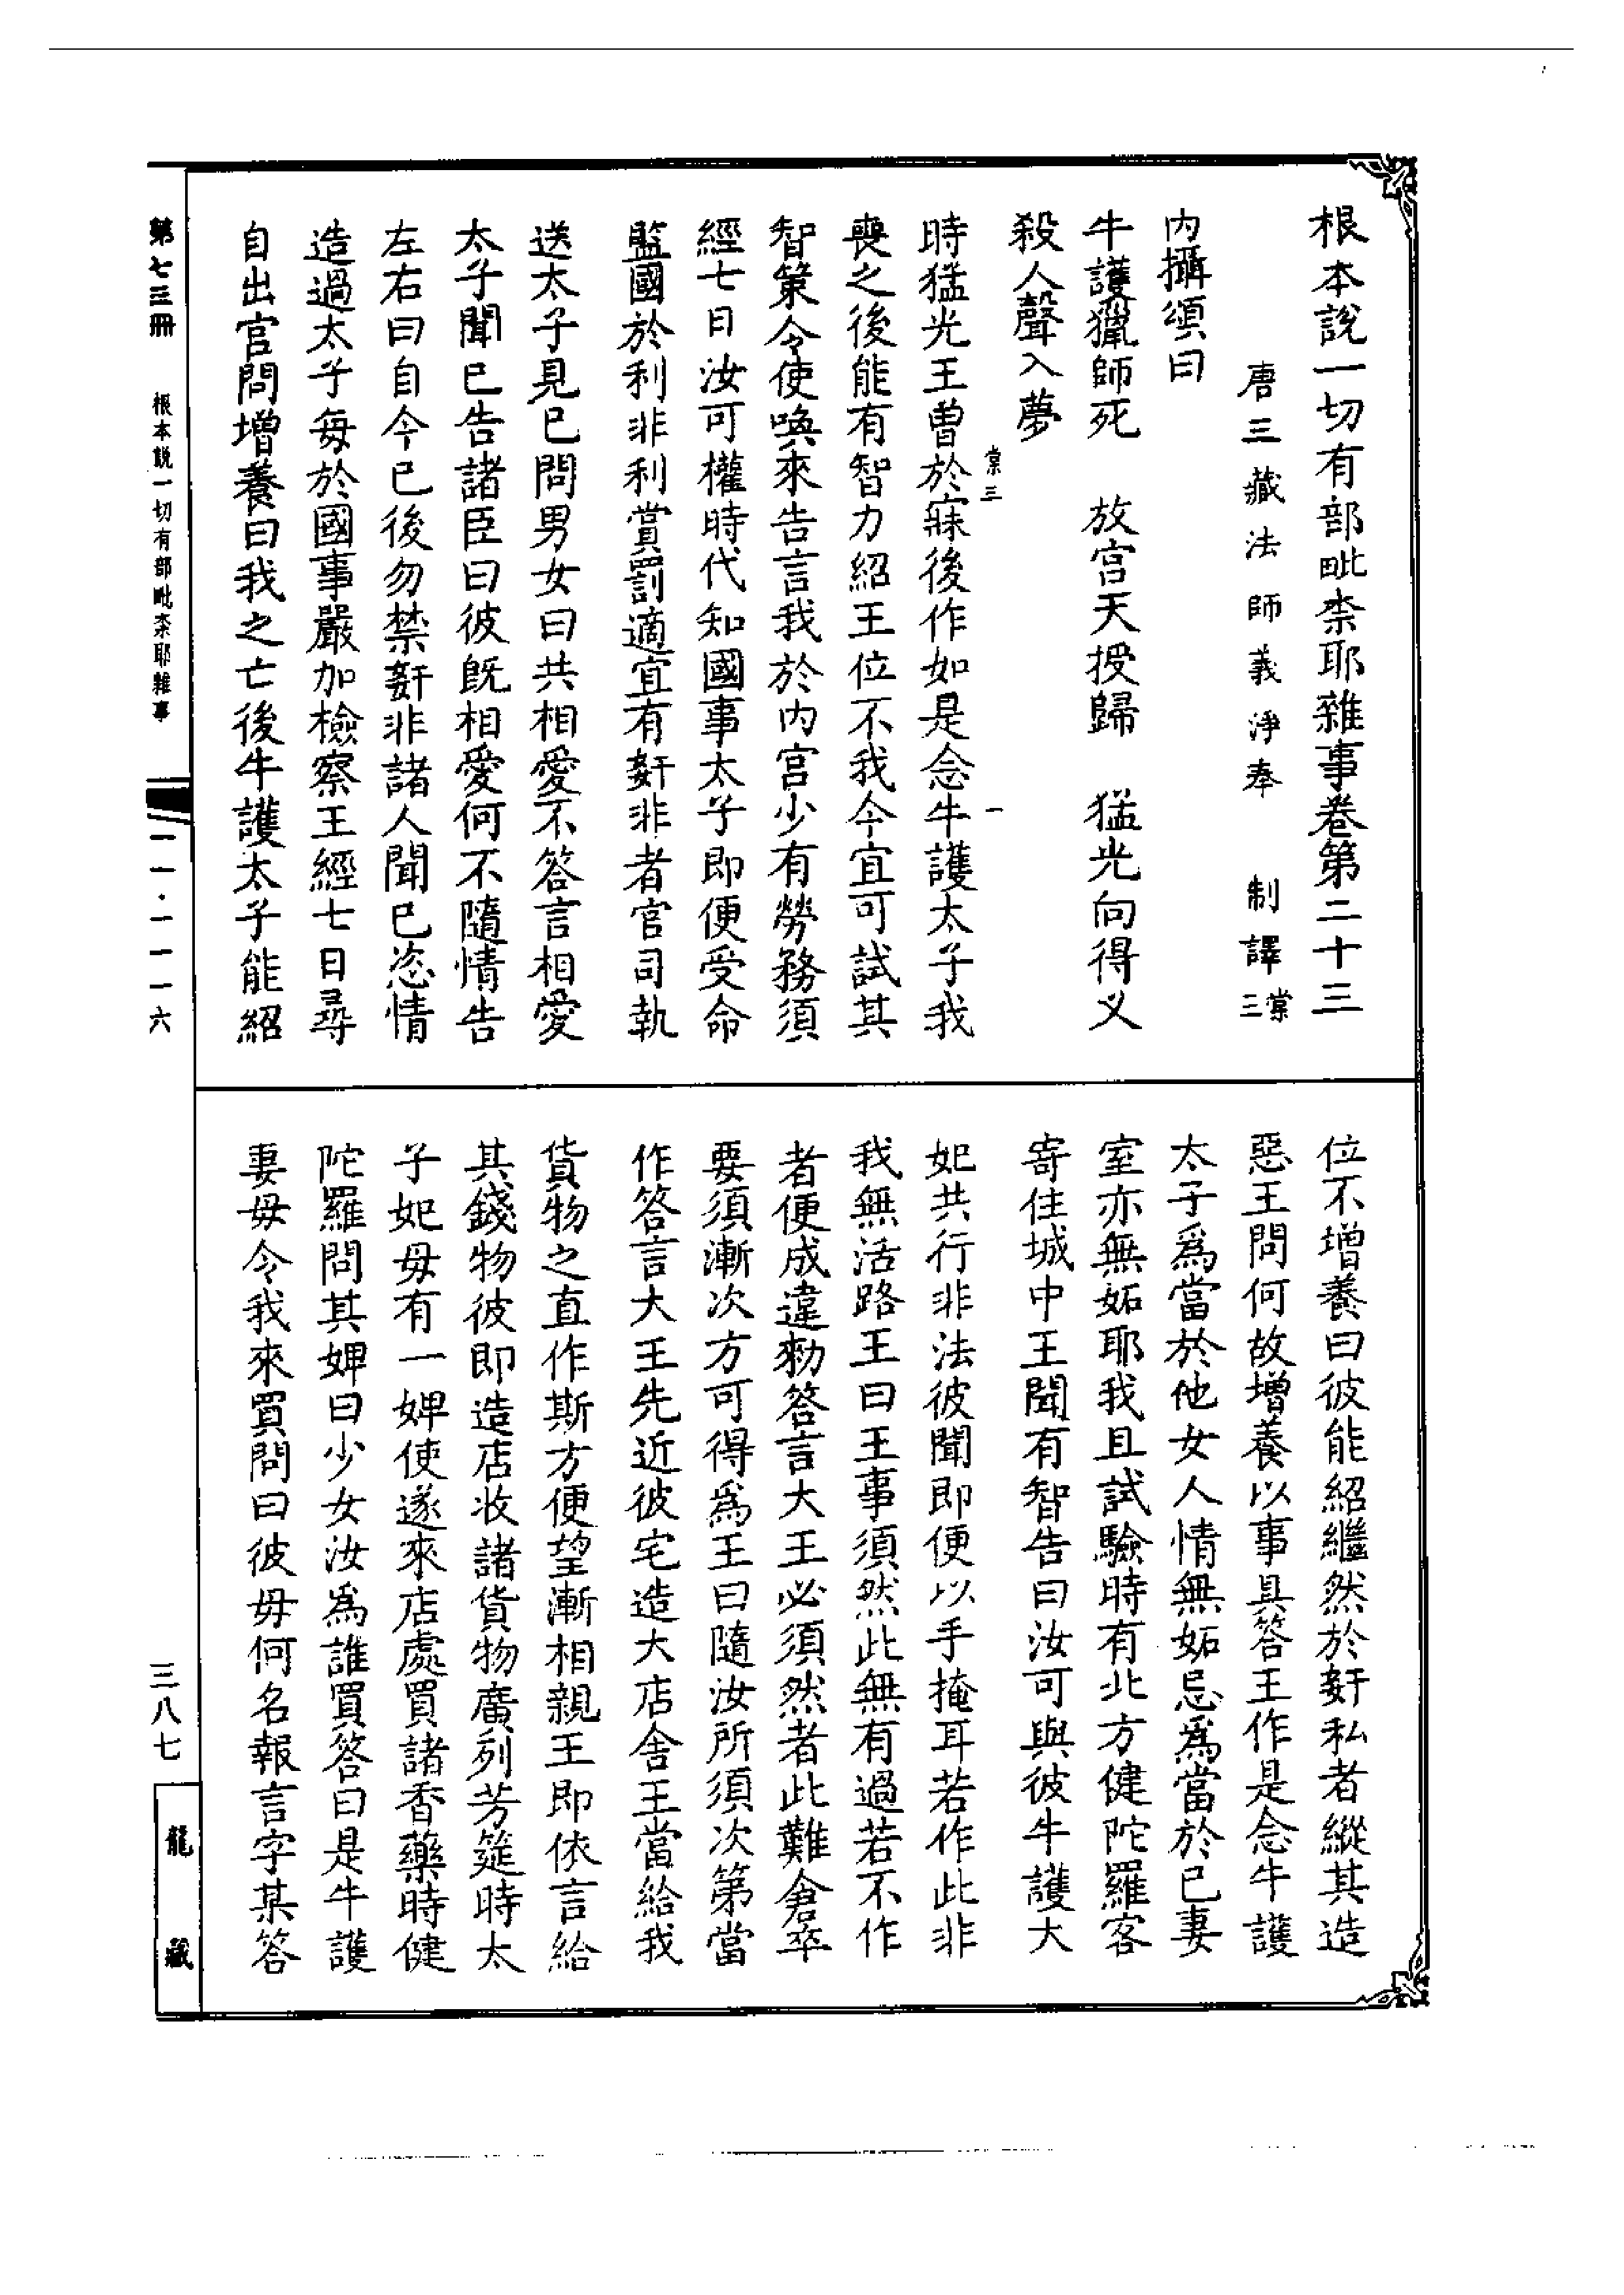 根本說一切有部毗柰耶雜事卷第二十三
唐三藏法師義淨奉 制譯 棠三
內攝頌曰
牛護獵師死 放宮天授歸 猛光向得叉
殺人聲入夢
棠三 一
時猛光王曾於寐後作如是念牛護太子我
喪之後能有智力紹王位不我今宜可試其
智策令使喚來告言我於內宮少有勞務須
經七日汝可權時代知國事太子即便受命
監國於利非利賞罰適宜有姧非者官司執
送太子見已問男女曰共相愛不答言相愛
太子聞已告諸臣曰彼既相愛何不隨情告
左右曰自今已後勿禁姧非諸人聞已恣情
造過太子每於國事嚴加檢察王經七日尋
自出宮問增養曰我之亡後牛護太子能紹
位不增養曰彼能紹繼然於姧私者縱其造
惡王問何故增養以事具答王作是念牛護
太子為當於他女人情無妬忌為當於已妻
室亦無妬耶我且試驗時有北方健陀羅客
寄住城中王聞有智告曰汝可與彼牛護大
妃共行非法彼聞即便以手掩耳若作此非
我無活路王曰王事須然此無有過若不作
者便成違勑答言大王必須然者此難倉卒
要須漸次方可得為王曰隨汝所須次第當
作答言大王先近彼宅造大店舍王當給我
貨物之直作斯方便望漸相親王即依言給
其錢物彼即造店收諸貨物廣列芳筵時太
子妃母有一婢使遂來店處買諸香藥時健
陀羅問其婢曰少女汝為誰買答曰是牛護
妻母令我來買問曰彼母何名報言字某答
第七三冊 根本說一切有部毗柰耶雜事 一一·一一一六 三八七 龍藏